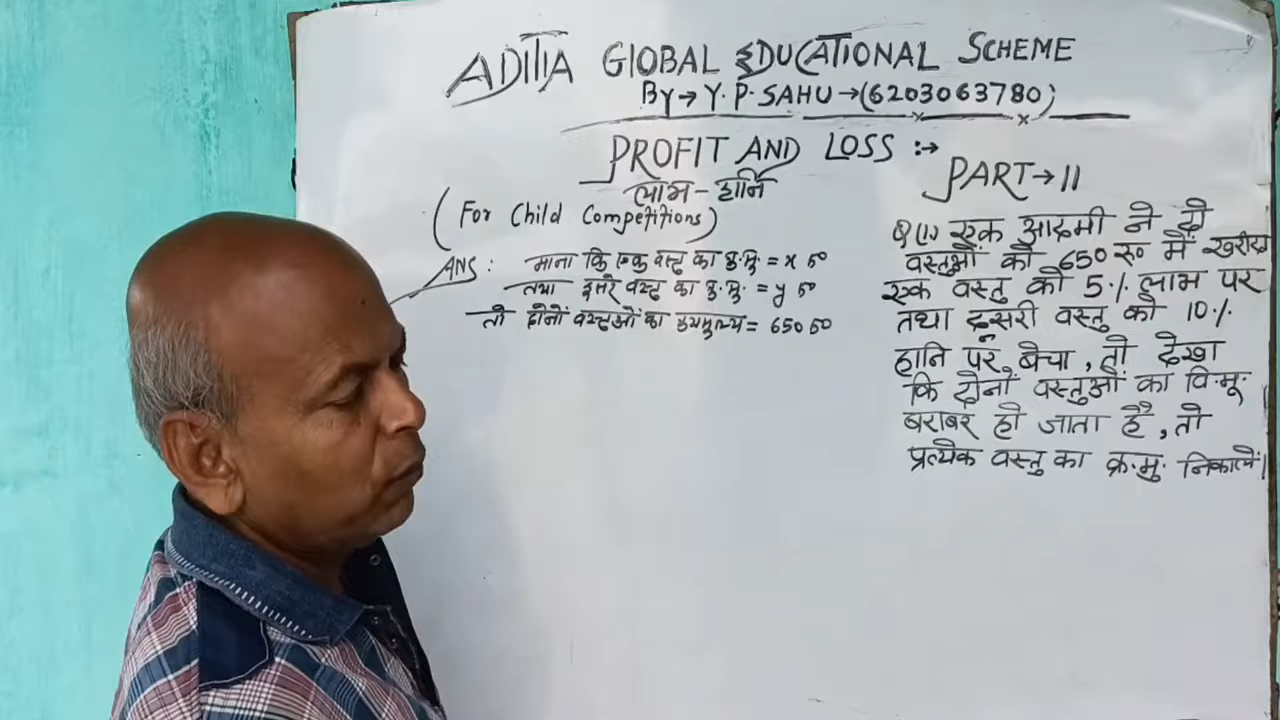 ADITIA GLOBAL EDUCATIONAL SCHEME
By → Y.P. SAHU → (6203063780)
PROFIT AND LOSS :→
PART → II
लाभ - हानि
(For Child Competitions)
ANS: माना कि एक वस्तु का क्र.मु. = x रु०
तथा दूसरे वस्तु का क्र.मु. = y रु०
तो दोनों वस्तुओं का क्रयमुल्य = 650 रु०
Q(1) एक आदमी ने दो
वस्तुओं को 650 रू० में खरीदा
एक वस्तु को 5% लाभ पर
तथा दूसरी वस्तु को 10%
हानि पर बेचा, तो देखा
कि दोनों वस्तुओं का वि.मू.
बराबर हो जाता है, तो
प्रत्येक वस्तु का क्र.मु. निकालें।